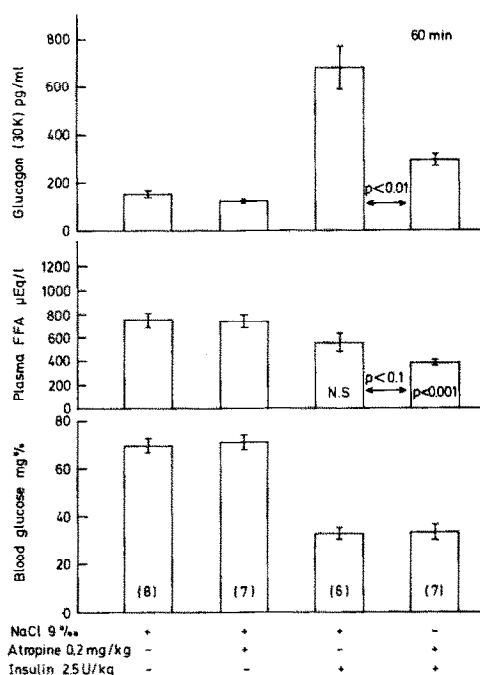 60 min
Glucagon (30K) pg/ml
800
600
400
200
0
p<0.01
Plasma FFA µEq/l
1200
1000
800
600
400
200
0
N.S
p<0.1
p<0.001
Blood glucose mg%
80
60
40
20
0
(8) (7) (6) (7)
NaCl 9‰ + + + -
Atropine 0,2 mg/kg - + - +
Insulin 2.5 U/kg - - + +